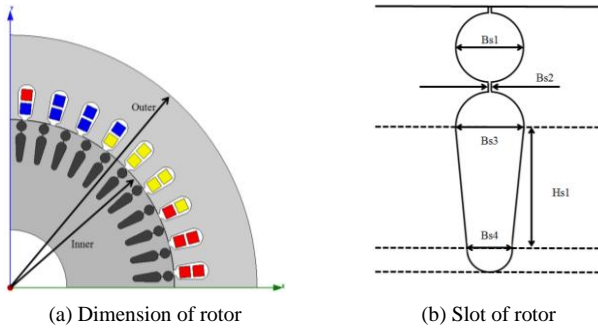 Outer
Inner
(a) Dimension of rotor
Bs1
Bs2
Bs3
Hs1
Bs4
(b) Slot of rotor